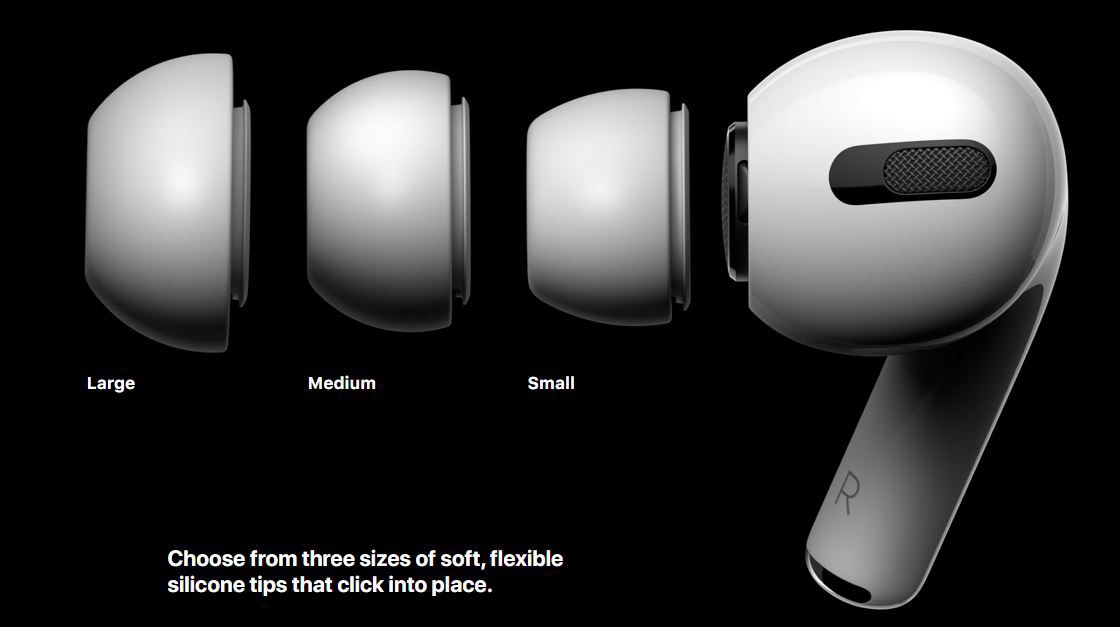 Large
Medium
Small
R
Choose from three sizes of soft, flexible
silicone tips that click into place.